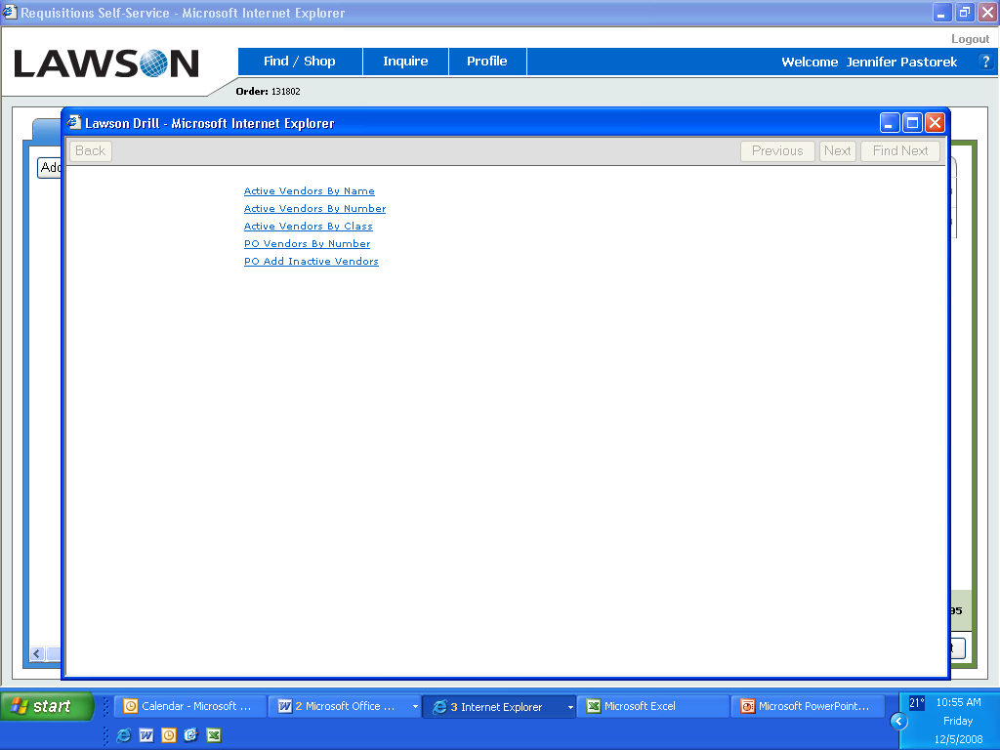 Requisitions Self-Service - Microsoft Internet Explorer
Logout
LAWSON
Find / Shop Inquire Profile Welcome Jennifer Pastorek ?
Order: 131802
Lawson Drill - Microsoft Internet Explorer
Back Previous Next Find Next
Active Vendors By Name
Active Vendors By Number
Active Vendors By Class
PO Vendors By Number
PO Add Inactive Vendors
start Calendar - Microsoft ... 2 Microsoft Office ... 3 Internet Explorer Microsoft Excel Microsoft PowerPoint... 21° 10:55 AM
Friday
12/5/2008